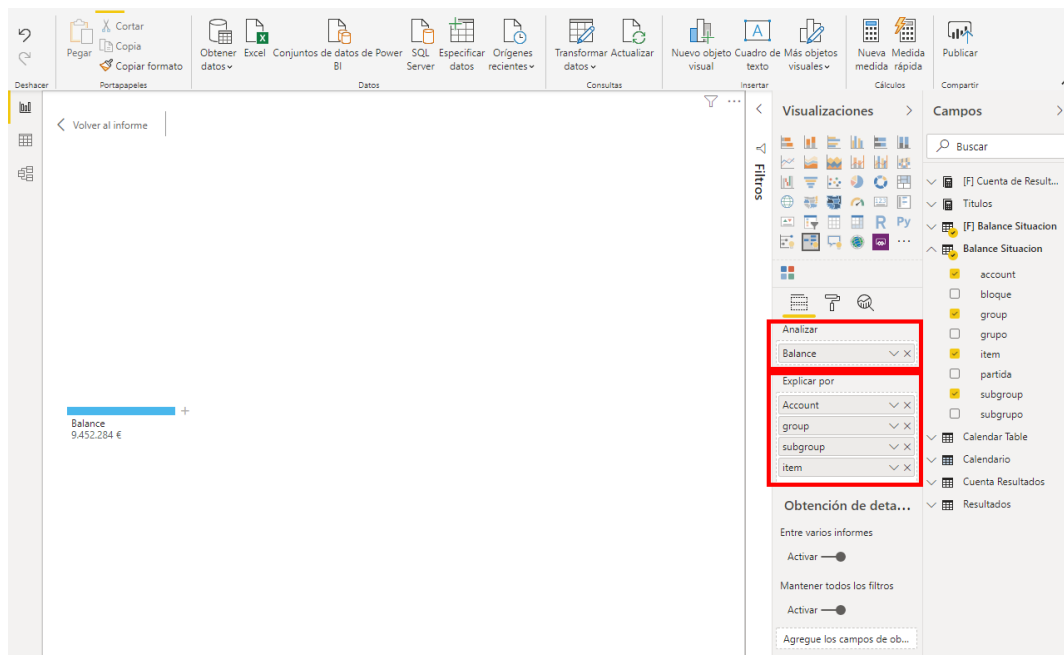 Cortar
Copia
Copiar formato
Pegar
Obtener datos
Excel
Conjuntos de datos de Power BI
SQL Server
Especificar datos
Orígenes recientes
Transformar datos
Actualizar
Nuevo objeto visual
Cuadro de texto
Más objetos visuales
Nueva medida
Medida rápida
Publicar
Deshacer
Portapapeles
Datos
Consultas
Insertar
Cálculos
Compartir
Volver al informe
Balance
9.452.284 €
Filtros
Visualizaciones
R
Py
Analizar
Balance
Explicar por
Account
group
subgroup
item
Obtención de deta...
Entre varios informes
Activar
Mantener todos los filtros
Activar
Agregue los campos de ob...
Campos
Buscar
[F] Cuenta de Result...
Titulos
[F] Balance Situacion
Balance Situacion
account
bloque
group
grupo
item
partida
subgroup
subgrupo
Calendar Table
Calendario
Cuenta Resultados
Resultados